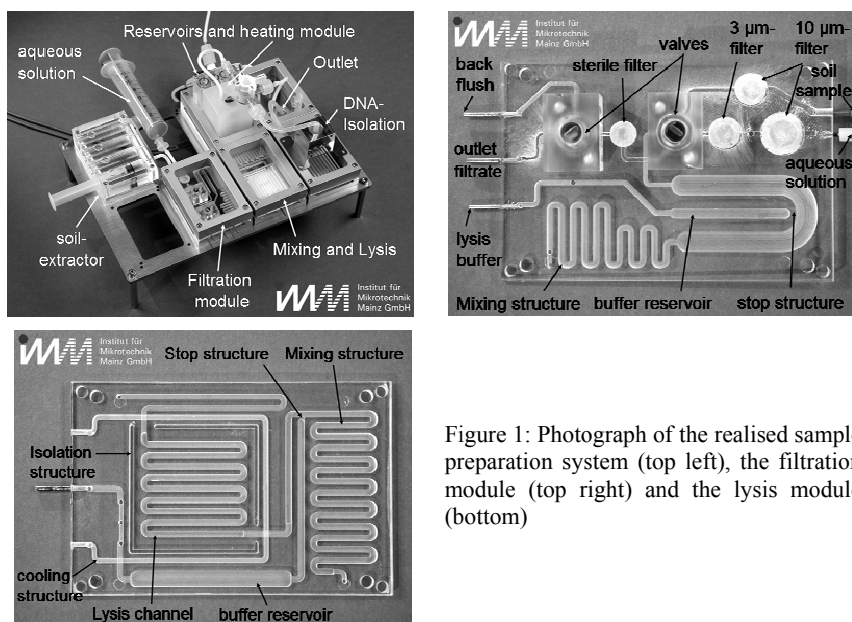 Reservoirs and heating module
aqueous
solution
Outlet
DNA-
Isolation
soil-
extractor
Filtration
module
Mixing and Lysis
IMM
Institut für
Mikrotechnik
Mainz GmbH
IMM
Institut für
Mikrotechnik
Mainz GmbH
back
flush
sterile filter
valves
3 µm-
filter
10 µm-
filter
soil
sample
outlet
filtrate
aqueous
solution
lysis
buffer
Mixing structure
buffer reservoir
stop structure
IMM
Institut für
Mikrotechnik
Mainz GmbH
Stop structure
Mixing structure
Isolation
structure
cooling
structure
Lysis channel
buffer reservoir
Figure 1: Photograph of the realised sample
preparation system (top left), the filtration
module (top right) and the lysis module
(bottom)